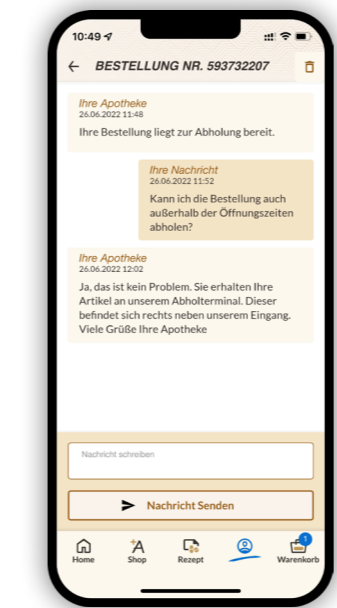 10:49
BESTELLUNG NR. 593732207
Ihre Apotheke
26.06.2022 11:48
Ihre Bestellung liegt zur Abholung bereit.
Ihre Nachricht
26.06.2022 11:52
Kann ich die Bestellung auch
außerhalb der Öffnungszeiten
abholen?
Ihre Apotheke
26.06.2022 12:02
Ja, das ist kein Problem. Sie erhalten Ihre
Artikel an unserem Abholterminal. Dieser
befindet sich rechts neben unserem Eingang.
Viele Grüße Ihre Apotheke
Nachricht schreiben
Nachricht Senden
A
1
Home
Shop
Rezept
Warenkorb